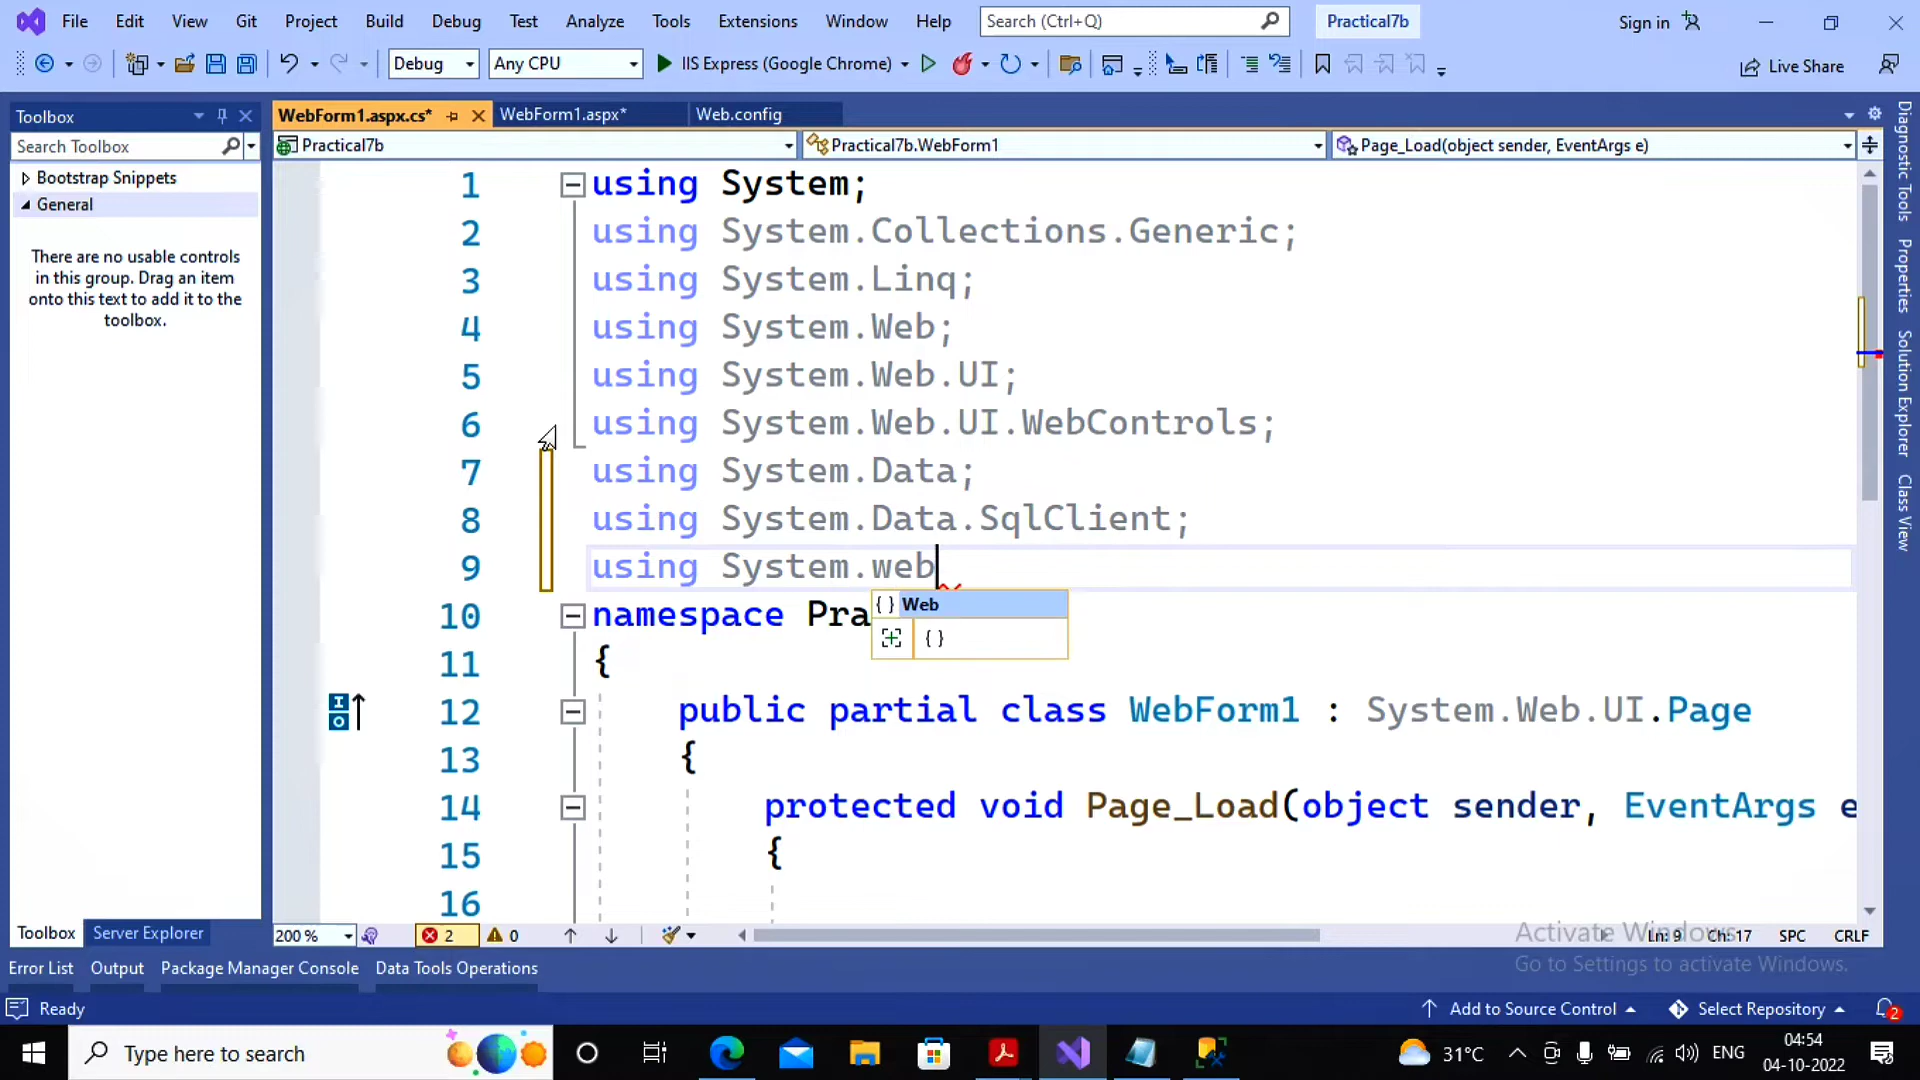 File Edit View Git Project Build Debug Test Analyze Tools Extensions Window Help Search (Ctrl+Q) Practical7b Sign in
Debug Any CPU IIS Express (Google Chrome) Live Share
Toolbox
Search Toolbox
Bootstrap Snippets
General
There are no usable controls
in this group. Drag an item
onto this text to add it to the
toolbox.
Toolbox Server Explorer
WebForm1.aspx.cs* WebForm1.aspx* Web.config
Practical7b Practical7b.WebForm1 Page_Load(object sender, EventArgs e)
1 using System;
2 using System.Collections.Generic;
3 using System.Linq;
4 using System.Web;
5 using System.Web.UI;
6 using System.Web.UI.WebControls;
7 using System.Data;
8 using System.Data.SqlClient;
9 using System.web
{ } Web
{ }
10 namespace Pra
11 {
12 public partial class WebForm1 : System.Web.UI.Page
13 {
14 protected void Page_Load(object sender, EventArgs e
15 {
16
Diagnostic Tools
Properties
Solution Explorer
Class View
200 % 2 0 Ln: 9 Ch: 17 SPC CRLF
Activate Windows
Go to Settings to activate Windows.
Error List Output Package Manager Console Data Tools Operations
Ready Add to Source Control Select Repository 2
Type here to search 31°C ENG 04:54
04-10-2022